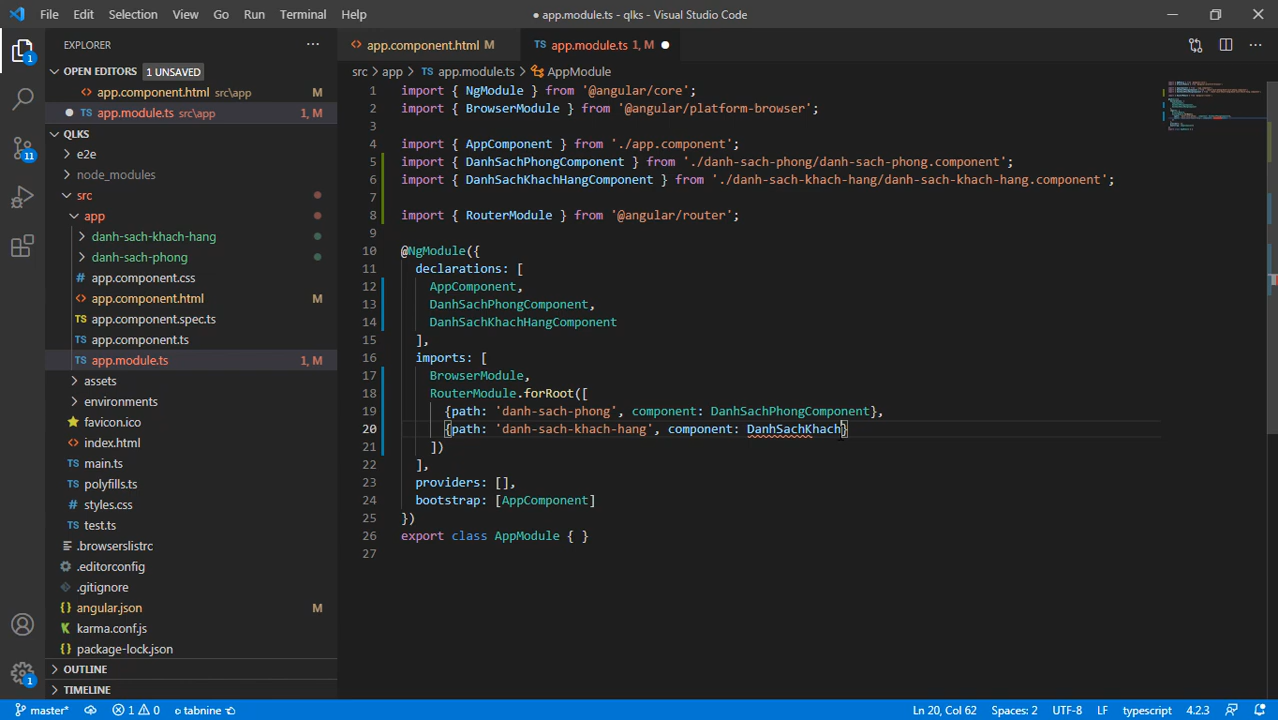 File Edit Selection View Go Run Terminal Help
● app.module.ts - qlks - Visual Studio Code
EXPLORER
OPEN EDITORS 1 UNSAVED
app.component.html src\app
app.module.ts src\app 1, M
QLKS
e2e
node_modules
src
app
danh-sach-khach-hang
danh-sach-phong
app.component.css
app.component.html M
app.component.spec.ts
app.component.ts
app.module.ts 1, M
assets
environments
favicon.ico
index.html
main.ts
polyfills.ts
styles.css
test.ts
.browserslistrc
.editorconfig
.gitignore
angular.json M
karma.conf.js
package-lock.json
OUTLINE
TIMELINE
app.component.html M
app.module.ts 1, M
src > app > TS app.module.ts > AppModule
1 import { NgModule } from '@angular/core';
2 import { BrowserModule } from '@angular/platform-browser';
3
4 import { AppComponent } from './app.component';
5 import { DanhSachPhongComponent } from './danh-sach-phong/danh-sach-phong.component';
6 import { DanhSachKhachHangComponent } from './danh-sach-khach-hang/danh-sach-khach-hang.component';
7
8 import { RouterModule } from '@angular/router';
9
10 @NgModule({
11 declarations: [
12 AppComponent,
13 DanhSachPhongComponent,
14 DanhSachKhachHangComponent
15 ],
16 imports: [
17 BrowserModule,
18 RouterModule.forRoot([
19 {path: 'danh-sach-phong', component: DanhSachPhongComponent},
20 {path: 'danh-sach-khach-hang', component: DanhSachKhach}
21 ])
22 ],
23 providers: [],
24 bootstrap: [AppComponent]
25 })
26 export class AppModule { }
27
master* 1 0 tabnine Ln 20, Col 62 Spaces: 2 UTF-8 LF typescript 4.2.3